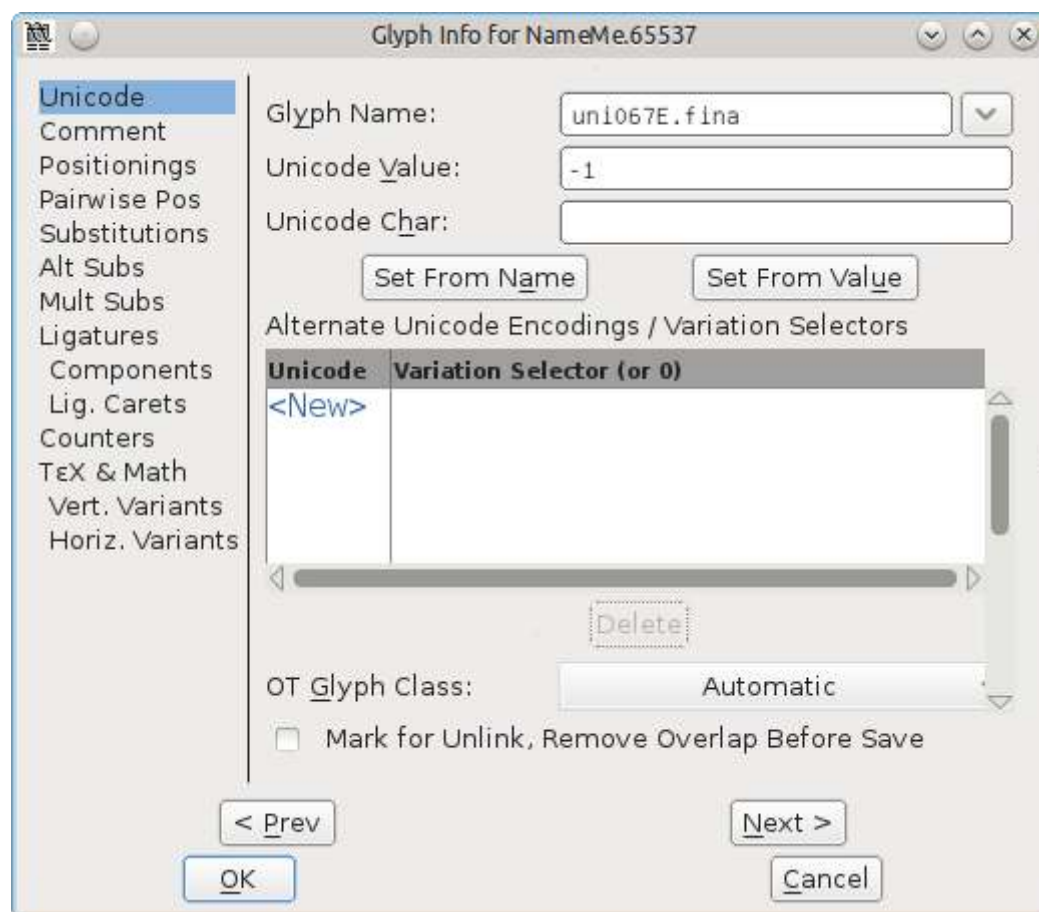 Glyph Info for NameMe.65537
Unicode
Comment
Positionings
Pairwise Pos
Substitutions
Alt Subs
Mult Subs
Ligatures
Components
Lig. Carets
Counters
TεX & Math
Vert. Variants
Horiz. Variants
Glyph Name: uni067E.fina
Unicode Value: -1
Unicode Char:
Set From Name Set From Value
Alternate Unicode Encodings / Variation Selectors
Unicode Variation Selector (or 0)
<New>
Delete
OT Glyph Class: Automatic
Mark for Unlink, Remove Overlap Before Save
< Prev Next >
OK Cancel